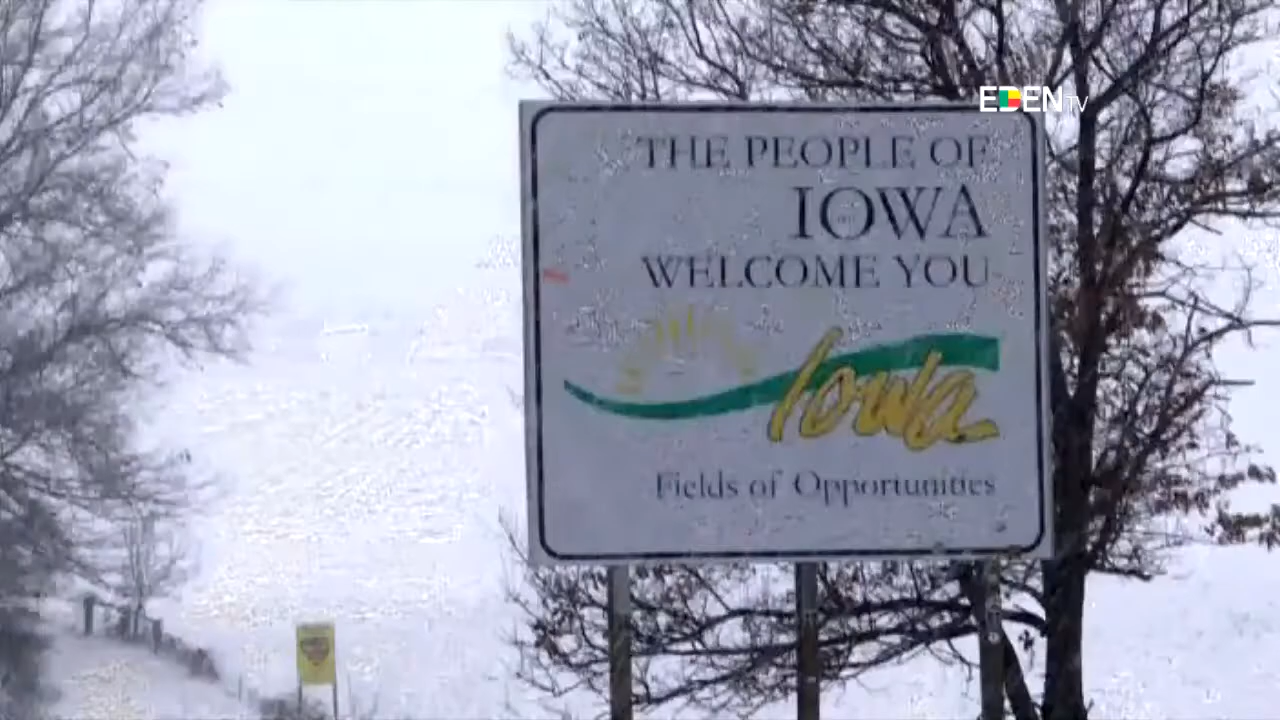 EDEN TV
THE PEOPLE OF
IOWA
WELCOME YOU
Iowa
Fields of Opportunities